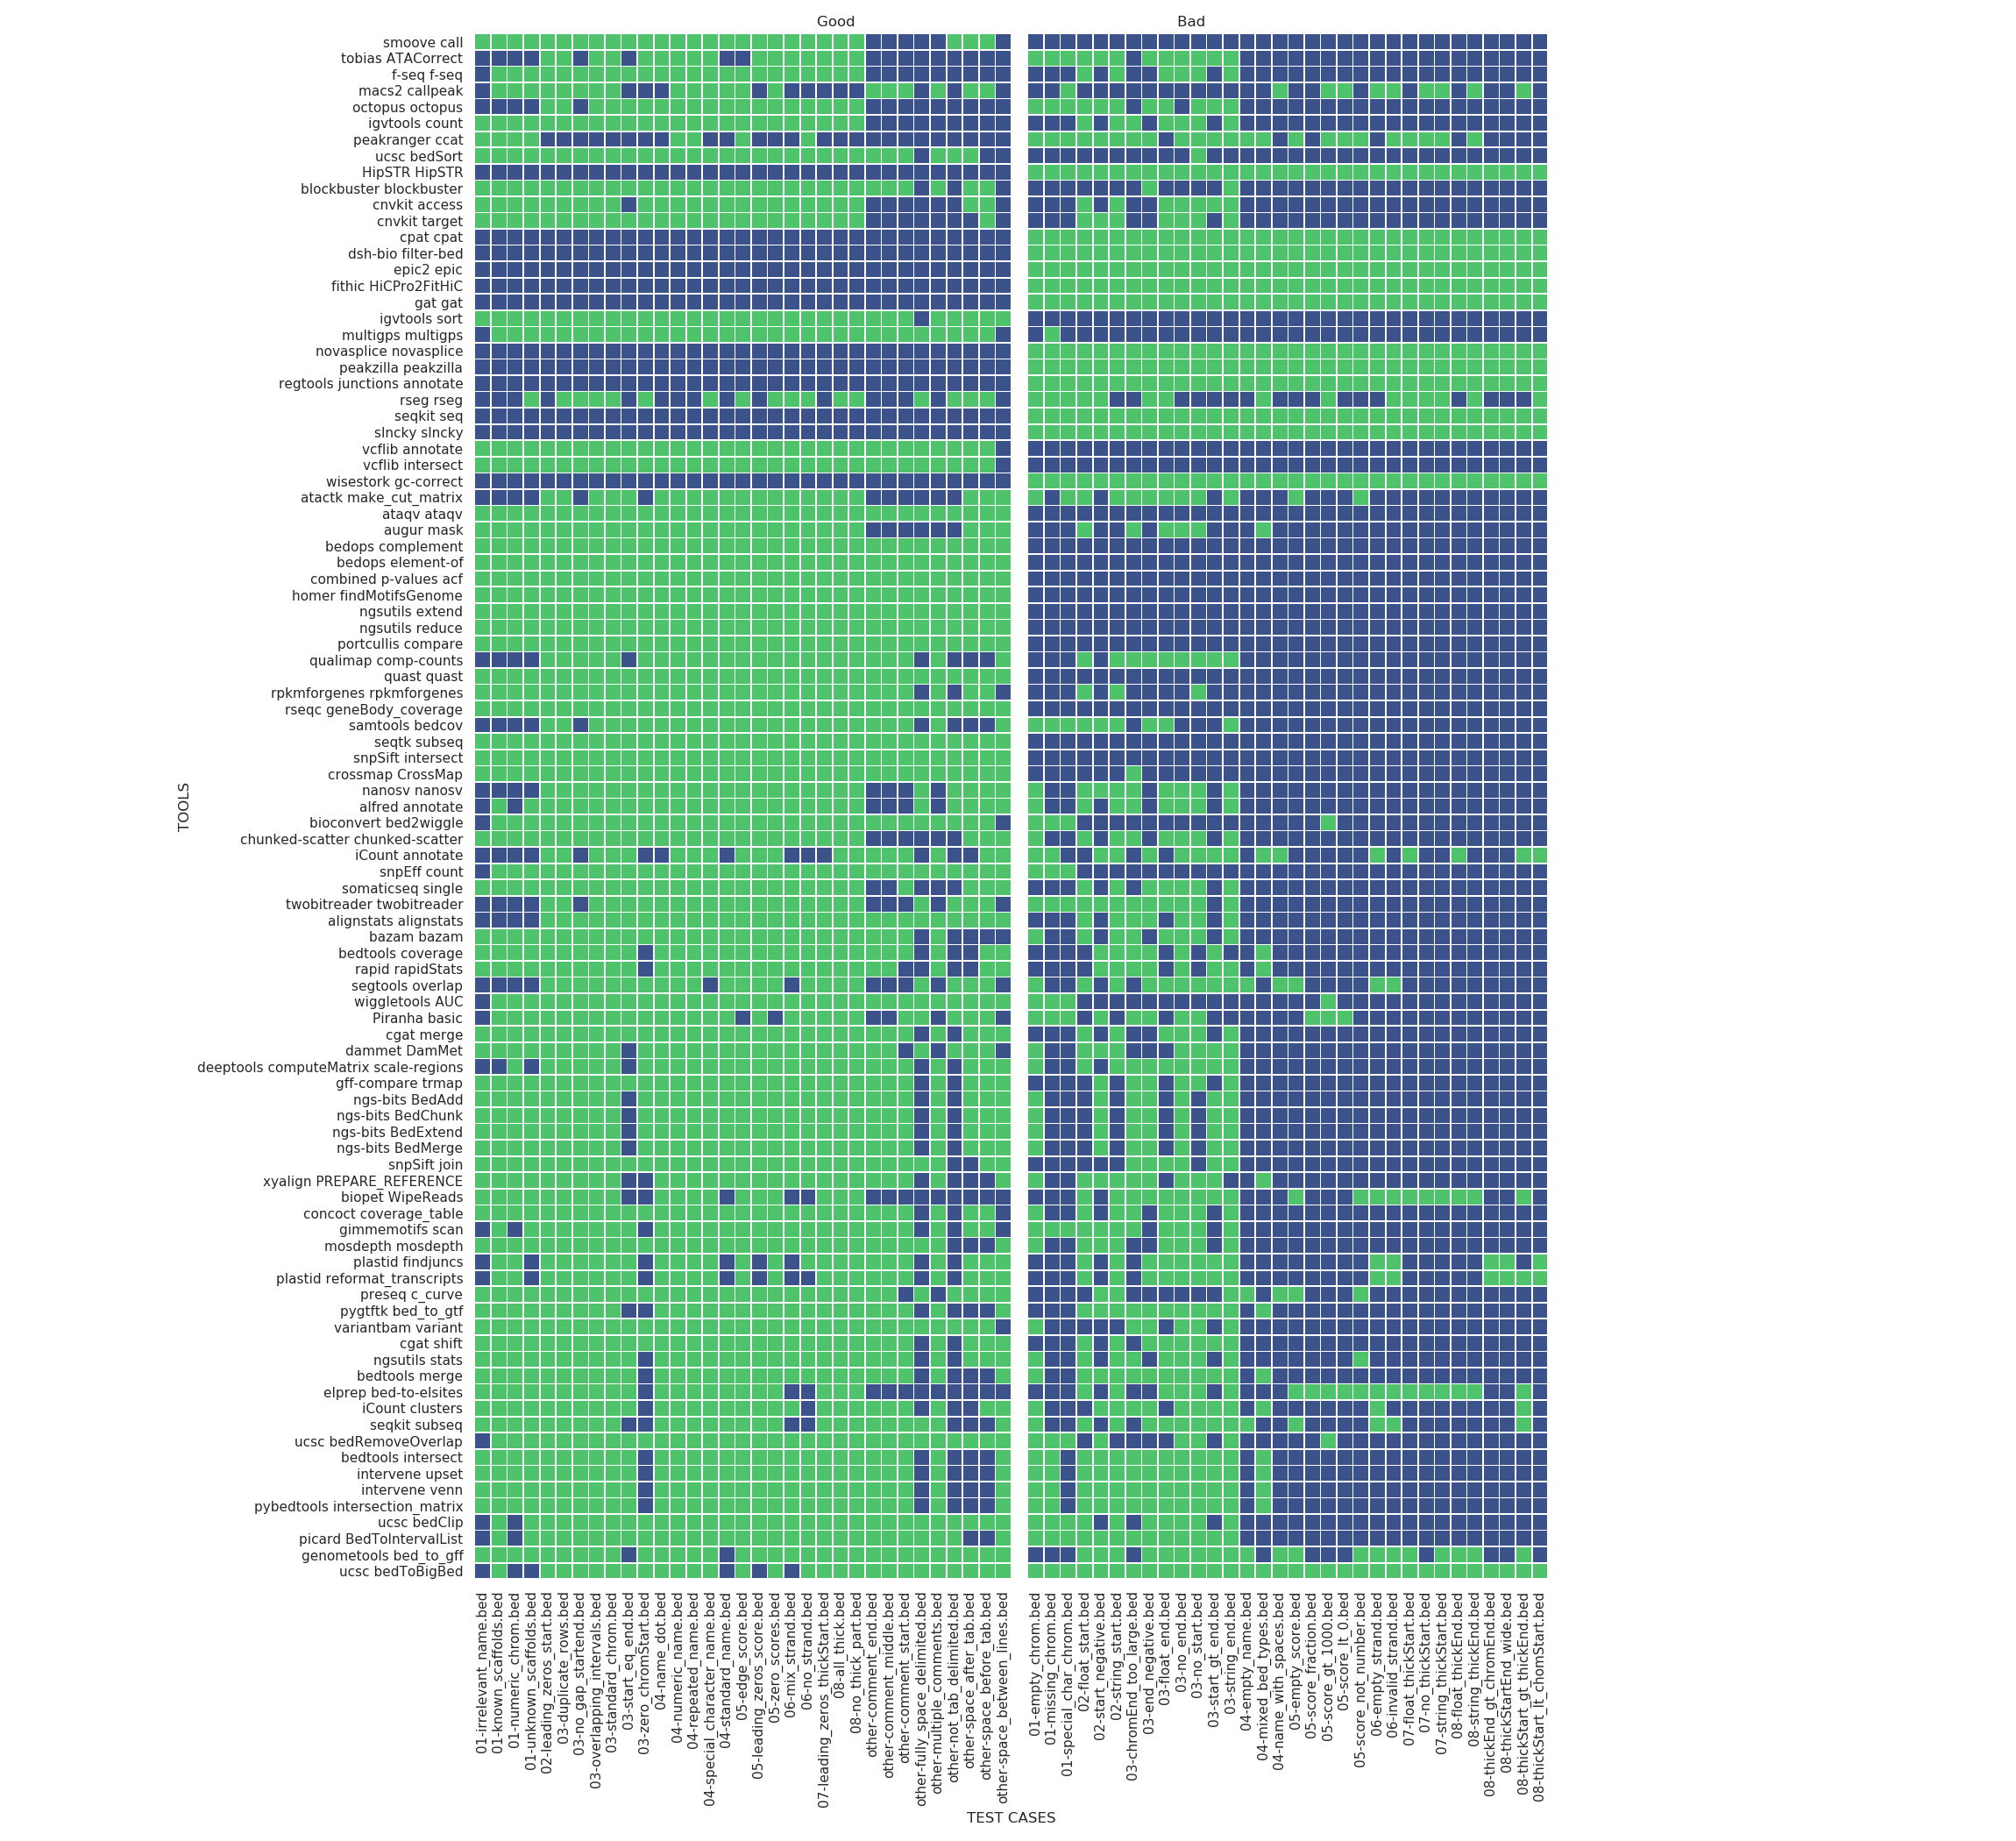 Good
Bad
smoove call
tobias ATACorrect
f-seq f-seq
macs2 callpeak
octopus octopus
igvtools count
peakranger ccat
ucsc bedSort
HipSTR HipSTR
blockbuster blockbuster
cnvkit access
cnvkit target
cpat cpat
dsh-bio filter-bed
epic2 epic
fithic HiCPro2FitHiC
gat gat
igvtools sort
multigps multigps
novasplice novasplice
peakzilla peakzilla
regtools junctions annotate
rseg rseg
seqkit seq
slncky slncky
vcflib annotate
vcflib intersect
wisestork gc-correct
atactk make_cut_matrix
ataqv ataqv
augur mask
bedops complement
bedops element-of
combined p-values acf
homer findMotifsGenome
ngsutils extend
ngsutils reduce
portcullis compare
qualimap comp-counts
quast quast
rpkmforgenes rpkmforgenes
rseqc geneBody_coverage
samtools bedcov
seqtk subseq
snpSift intersect
crossmap CrossMap
nanosv nanosv
alfred annotate
bioconvert bed2wiggle
chunked-scatter chunked-scatter
iCount annotate
snpEff count
somaticseq single
twobitreader twobitreader
alignstats alignstats
bazam bazam
bedtools coverage
rapid rapidStats
segtools overlap
wiggletools AUC
Piranha basic
cgat merge
dammet DamMet
deeptools computeMatrix scale-regions
gff-compare trmap
ngs-bits BedAdd
ngs-bits BedChunk
ngs-bits BedExtend
ngs-bits BedMerge
snpSift join
xyalign PREPARE_REFERENCE
biopet WipeReads
concoct coverage_table
gimmemotifs scan
mosdepth mosdepth
plastid findjuncs
plastid reformat_transcripts
preseq c_curve
pygtftk bed_to_gtf
variantbam variant
cgat shift
ngsutils stats
bedtools merge
elprep bed-to-elsites
iCount clusters
seqkit subseq
ucsc bedRemoveOverlap
bedtools intersect
intervene upset
intervene venn
pybedtools intersection_matrix
ucsc bedClip
picard BedToIntervalList
genometools bed_to_gff
ucsc bedToBigBed
TOOLS
01-irrelevant_name.bed
01-known_scaffolds.bed
01-numeric_chrom.bed
01-unknown_scaffolds.bed
02-leading_zeros_start.bed
03-duplicate_rows.bed
03-no_gap_startend.bed
03-overlapping_intervals.bed
03-standard_chrom.bed
03-start_eq_end.bed
03-zero_chromStart.bed
04-name_dot.bed
04-numeric_name.bed
04-repeated_name.bed
04-special_character_name.bed
04-standard_name.bed
05-edge_score.bed
05-leading_zeros_score.bed
05-zero_scores.bed
06-mix_strand.bed
06-no_strand.bed
07-leading_zeros_thickStart.bed
08-all_thick.bed
08-no_thick_part.bed
other-comment_end.bed
other-comment_middle.bed
other-comment_start.bed
other-fully_space_delimited.bed
other-multiple_comments.bed
other-not_tab_delimited.bed
other-space_after_tab.bed
other-space_before_tab.bed
other-space_between_lines.bed
01-empty_chrom.bed
01-missing_chrom.bed
01-special_char_chrom.bed
02-float_start.bed
02-start_negative.bed
02-string_start.bed
03-chromEnd_too_large.bed
03-end_negative.bed
03-float_end.bed
03-no_end.bed
03-no_start.bed
03-start_gt_end.bed
03-string_end.bed
04-empty_name.bed
04-mixed_bed_types.bed
04-name_with_spaces.bed
05-empty_score.bed
05-score_fraction.bed
05-score_gt_1000.bed
05-score_lt_0.bed
05-score_not_number.bed
06-empty_strand.bed
06-invalid_strand.bed
07-float_thickStart.bed
07-no_thickStart.bed
07-string_thickStart.bed
08-float_thickEnd.bed
08-string_thickEnd.bed
08-thickEnd_gt_chromEnd.bed
08-thickStartEnd_wide.bed
08-thickStart_gt_thickEnd.bed
08-thickStart_lt_chomStart.bed
TEST CASES